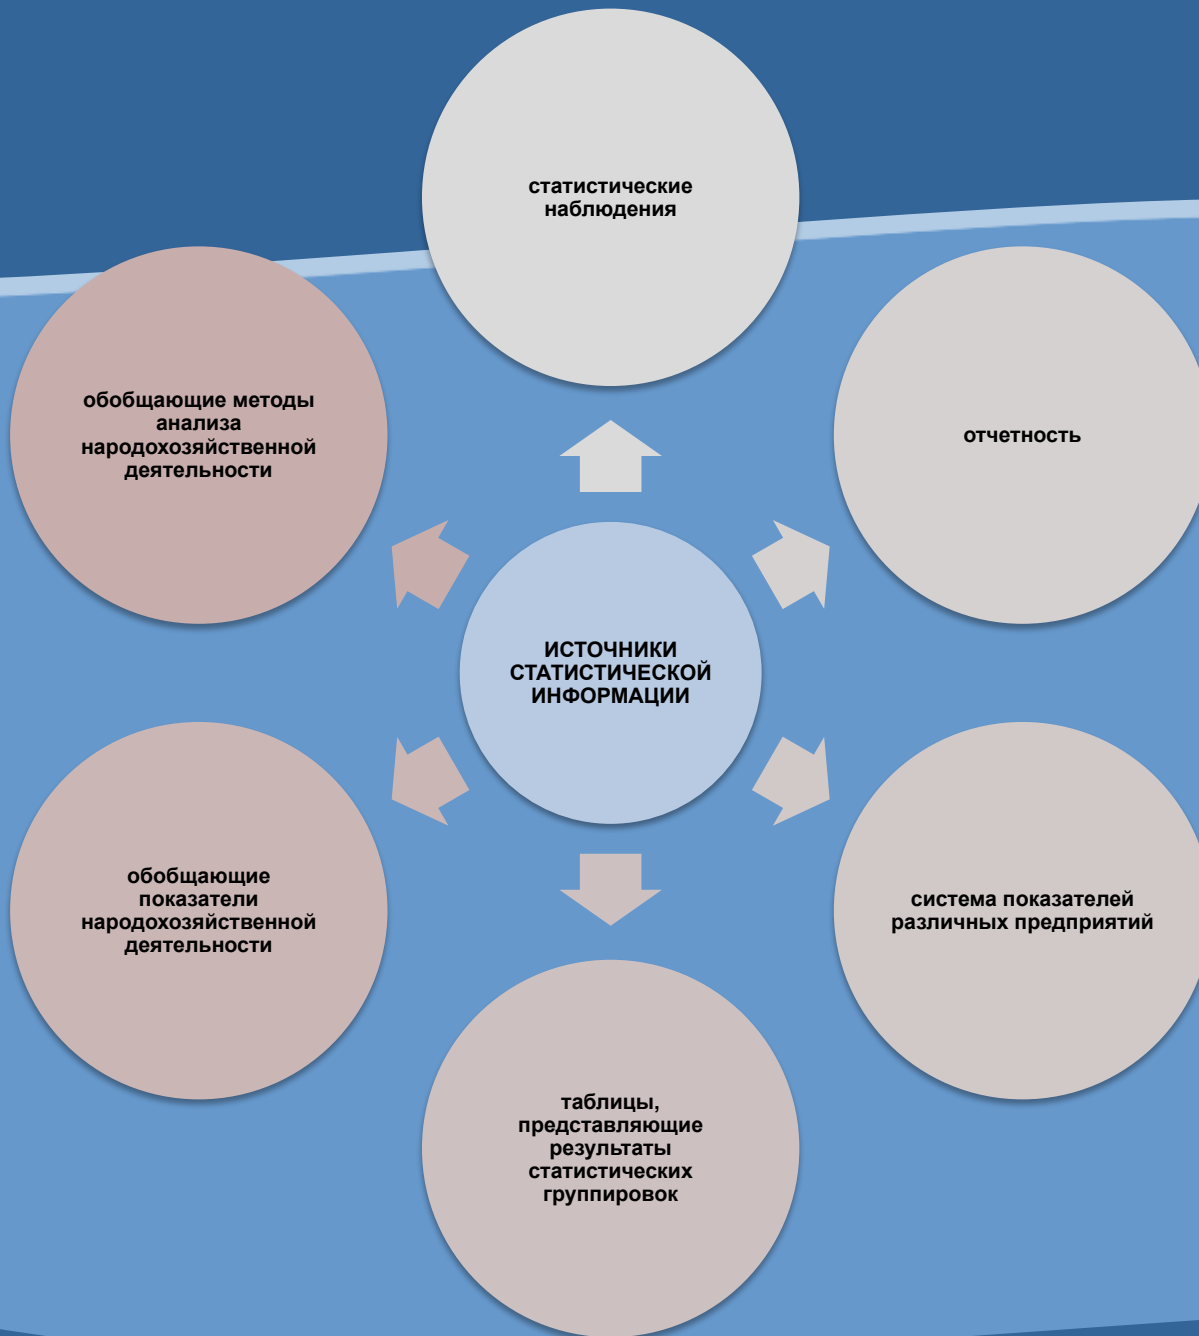 статистические
наблюдения
обобщающие методы
анализа
народохозяйственной
деятельности
отчетность
ИСТОЧНИКИ
СТАТИСТИЧЕСКОЙ
ИНФОРМАЦИИ
обобщающие
показатели
народохозяйственной
деятельности
система показателей
различных предприятий
таблицы,
представляющие
результаты
статистических
группировок